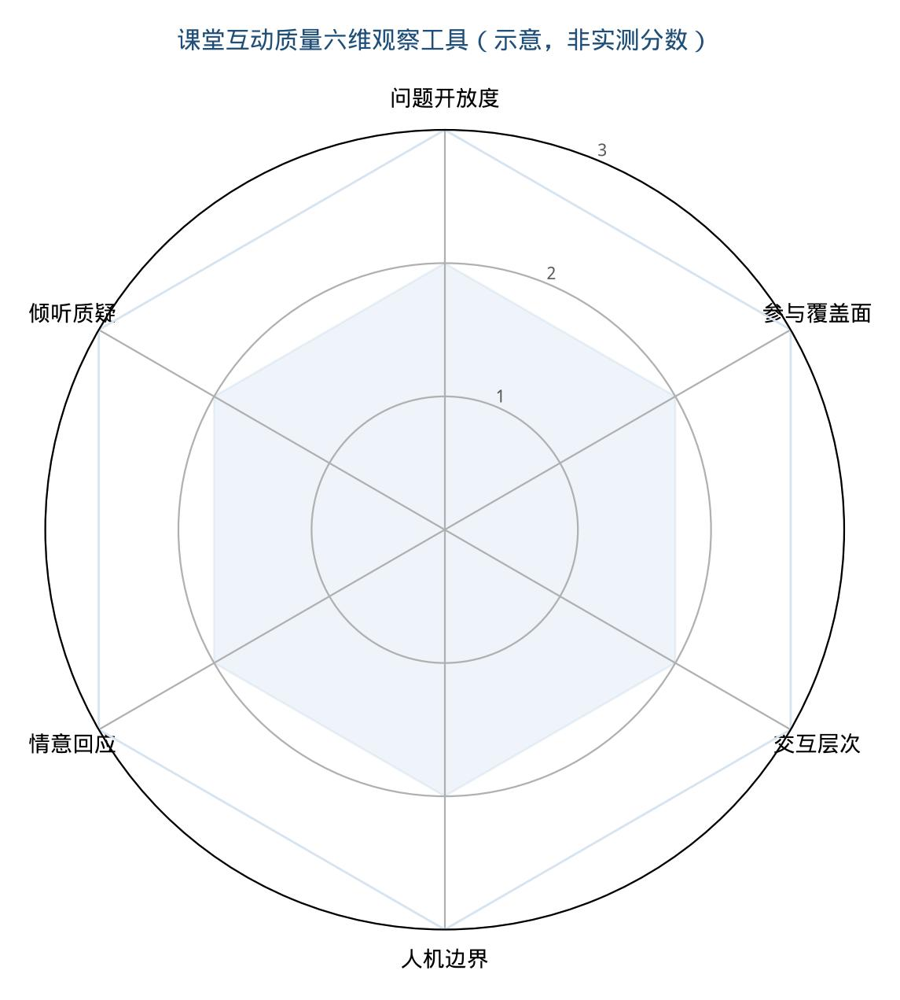 课堂互动质量六维观察工具（示意，非实测分数）
问题开放度
3
2
倾听质疑
参与覆盖面
1
情意回应
交互层次
人机边界